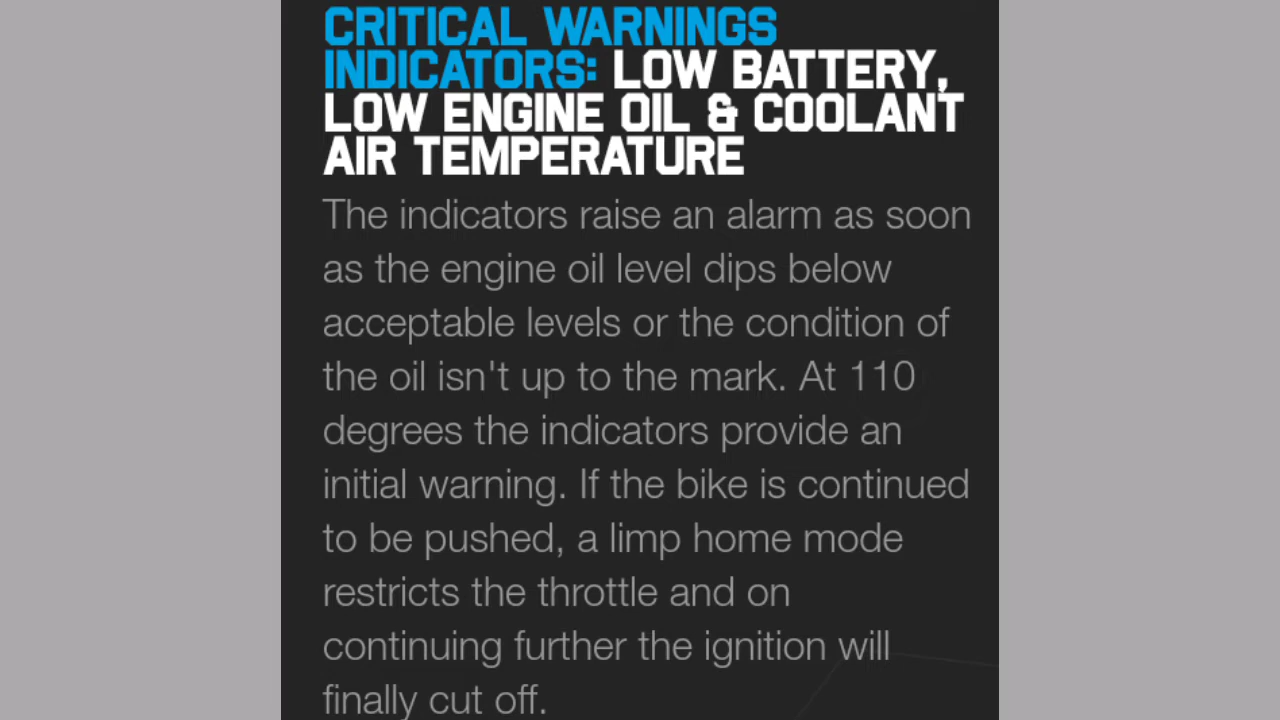 CRITICAL WARNINGS
INDICATORS: LOW BATTERY,
LOW ENGINE OIL & COOLANT
AIR TEMPERATURE
The indicators raise an alarm as soon
as the engine oil level dips below
acceptable levels or the condition of
the oil isn't up to the mark. At 110
degrees the indicators provide an
initial warning. If the bike is continued
to be pushed, a limp home mode
restricts the throttle and on
continuing further the ignition will
finally cut off.